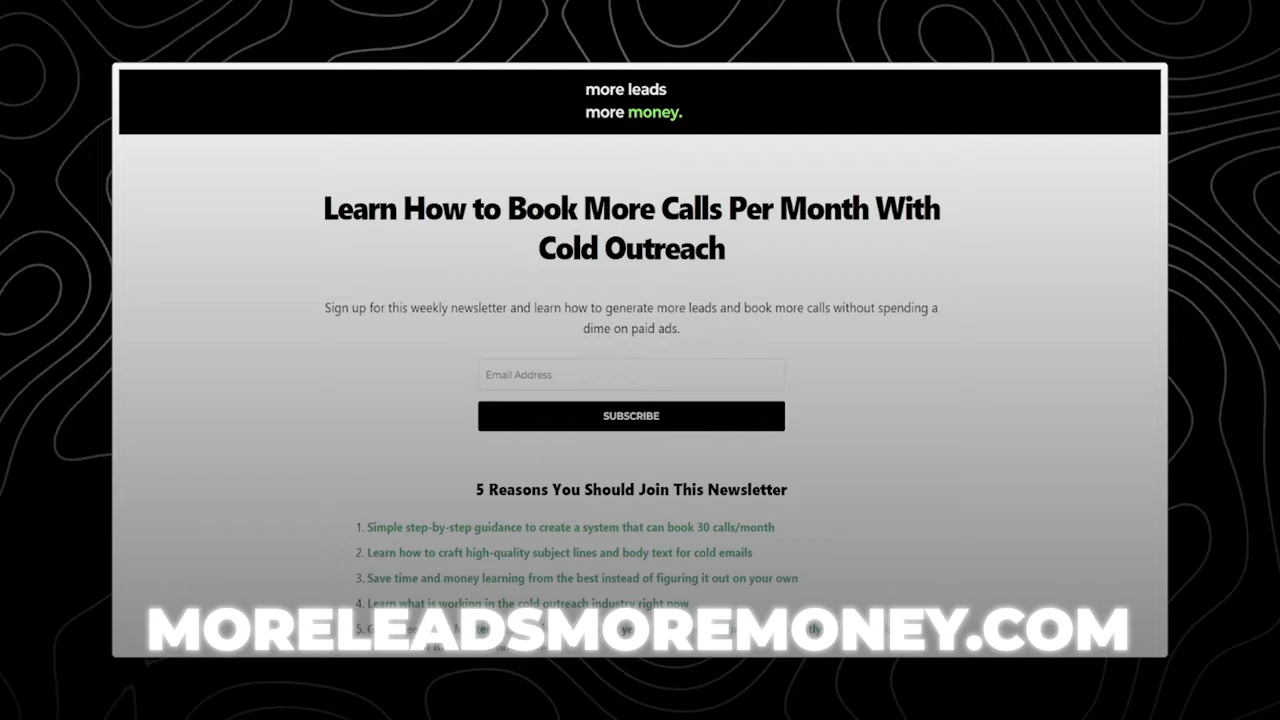 more leads
more money.
Learn How to Book More Calls Per Month With
Cold Outreach
Sign up for this weekly newsletter and learn how to generate more leads and book more calls without spending a
dime on paid ads.
Email Address
SUBSCRIBE
5 Reasons You Should Join This Newsletter
1. Simple step-by-step guidance to create a system that can book 30 calls/month
2. Learn how to craft high-quality subject lines and body text for cold emails
3. Save time and money learning from the best instead of figuring it out on your own
4. Learn what is working in the cold outreach industry right now
5.
MORELEADSMOREMONEY.COM